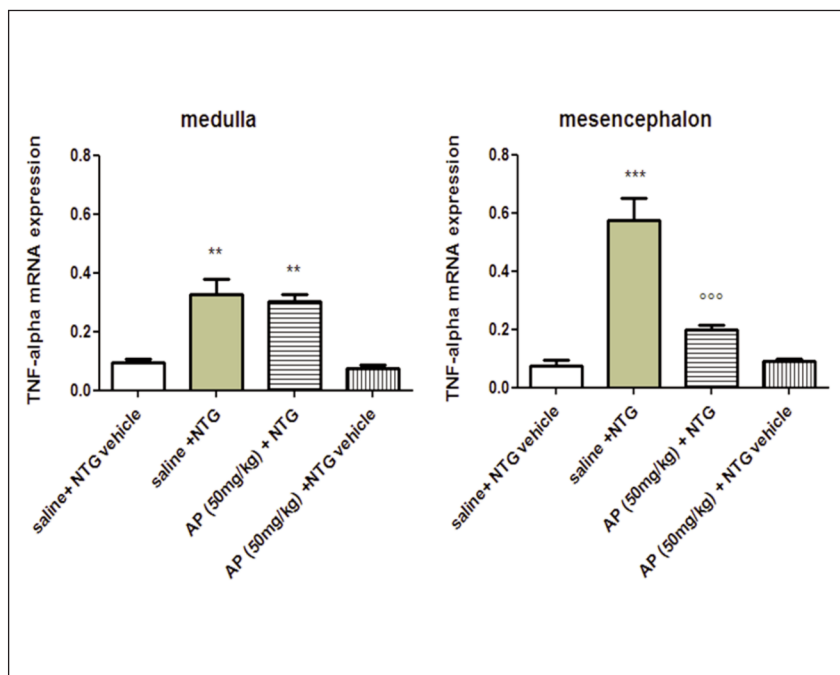 medulla
TNF-alpha mRNA expression
0.8
0.6
0.4
0.2
0.0
**
**
saline+ NTG vehicle
saline +NTG
AP (50mg/kg) + NTG
AP (50mg/kg) +NTG vehicle
mesencephalon
TNF-alpha mRNA expression
0.8
0.6
0.4
0.2
0.0
***
°°°
saline+ NTG vehicle
saline +NTG
AP (50mg/kg) + NTG
AP (50mg/kg) + NTG vehicle